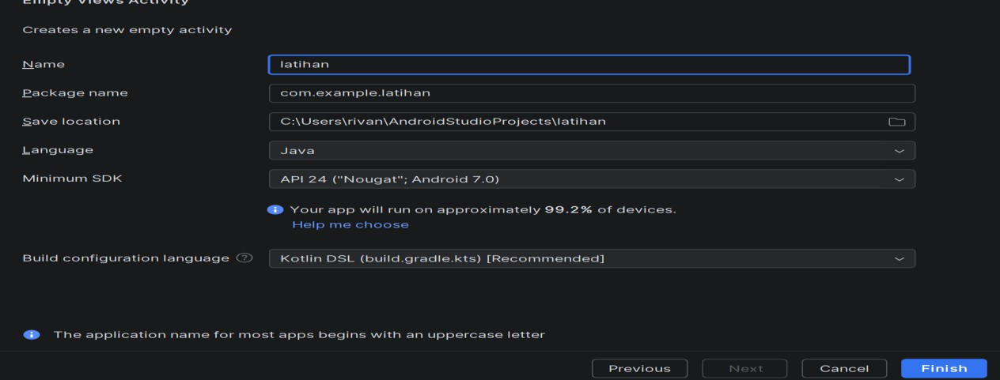 Empty Views Activity
Creates a new empty activity
Name latihan
Package name com.example.latihan
Save location C:\Users\rivan\AndroidStudioProjects\latihan
Language Java
Minimum SDK API 24 ("Nougat"; Android 7.0)
Your app will run on approximately 99.2% of devices.
Help me choose
Build configuration language ? Kotlin DSL (build.gradle.kts) [Recommended]
The application name for most apps begins with an uppercase letter
Previous Next Cancel Finish